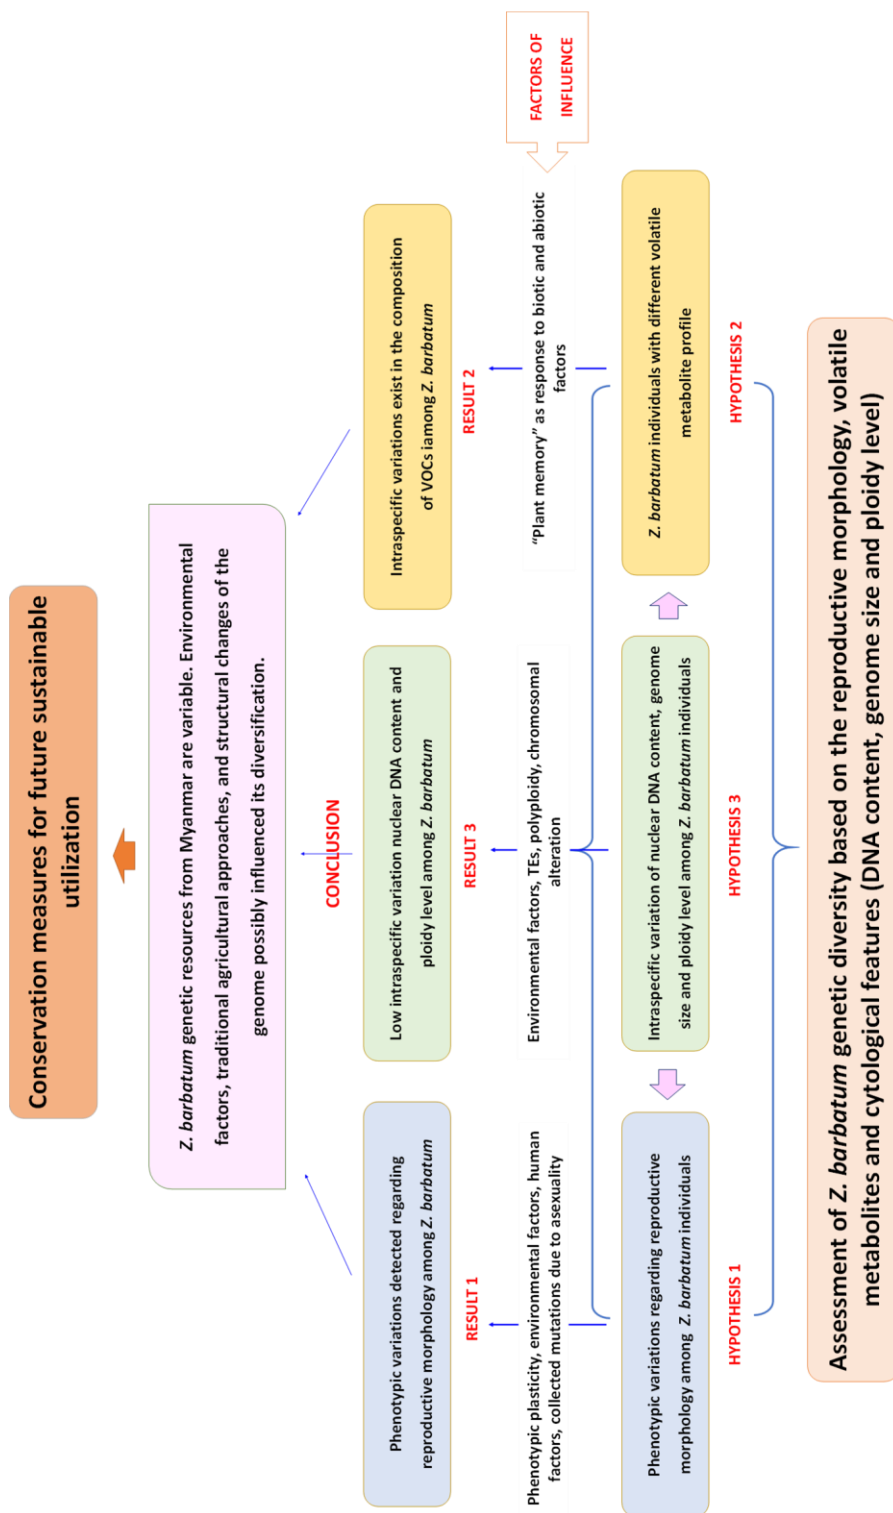 Conservation measures for future sustainable
utilization
Z. barbatum genetic resources from Myanmar are variable. Environmental
factors, traditional agricultural approaches, and structural changes of the
genome possibly influenced its diversification.
CONCLUSION
Phenotypic variations detected regarding
reproductive morphology among Z. barbatum
RESULT 1
Low intraspecific variation nuclear DNA content and
ploidy level among Z. barbatum
RESULT 3
Intraspecific variations exist in the composition
of VOCs iamong Z. barbatum
RESULT 2
FACTORS OF
INFLUENCE
Phenotypic plasticity, environmental factors, human
factors, collected mutations due to asexuality
Environmental factors, TEs, polyploidy, chromosomal
alteration
“Plant memory” as response to biotic and abiotic
factors
Phenotypic variations regarding reproductive
morphology among Z. barbatum individuals
HYPOTHESIS 1
Intraspecific variation of nuclear DNA content, genome
size and ploidy level among Z. barbatum individuals
HYPOTHESIS 3
Z. barbatum individuals with different volatile
metabolite profile
HYPOTHESIS 2
Assessment of Z. barbatum genetic diversity based on the reproductive morphology, volatile
metabolites and cytological features (DNA content, genome size and ploidy level)